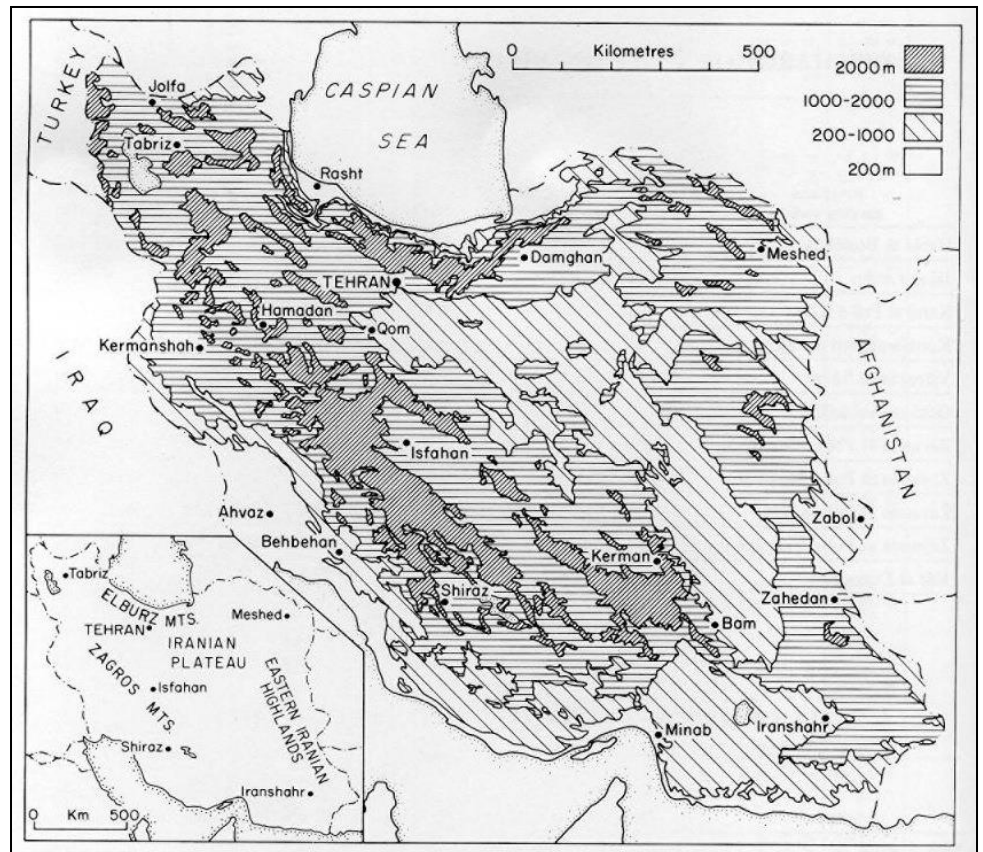 0 Kilometres 500
2000 m
1000-2000
200-1000
200 m
TURKEY
CASPIAN
SEA
Jolfa
Tabriz
Rasht
Damghan
Meshed
TEHRAN
Hamadan
Qom
Kermanshah
IRAQ
AFGHANISTAN
Isfahan
Ahvaz
Zabol
Behbehan
Kerman
Shiraz
Zahedan
Bam
Minab
Iranshahr
Tabriz
ELBURZ MTS.
Meshed
TEHRAN
IRANIAN
PLATEAU
ZAGROS
MTS.
Isfahan
EASTERN IRANIAN
HIGHLANDS
Shiraz
Iranshahr
0 Km 500